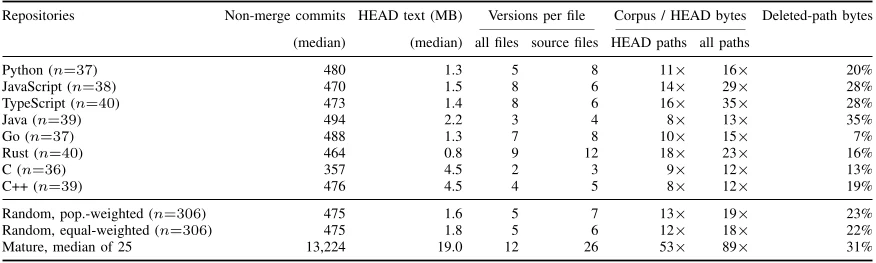 Repositories Non-merge commits HEAD text (MB) Versions per file Corpus / HEAD bytes Deleted-path bytes
(median) (median) all files source files HEAD paths all paths
Python (n=37) 480 1.3 5 8 11× 16× 20%
JavaScript (n=38) 470 1.5 8 6 14× 29× 28%
TypeScript (n=40) 473 1.4 8 6 16× 35× 28%
Java (n=39) 494 2.2 3 4 8× 13× 35%
Go (n=37) 488 1.3 7 8 10× 15× 7%
Rust (n=40) 464 0.8 9 12 18× 23× 16%
C (n=36) 357 4.5 2 3 9× 12× 13%
C++ (n=39) 476 4.5 4 5 8× 12× 19%
Random, pop.-weighted (n=306) 475 1.6 5 7 13× 19× 23%
Random, equal-weighted (n=306) 475 1.8 5 6 12× 18× 22%
Mature, median of 25 13,224 19.0 12 26 53× 89× 31%